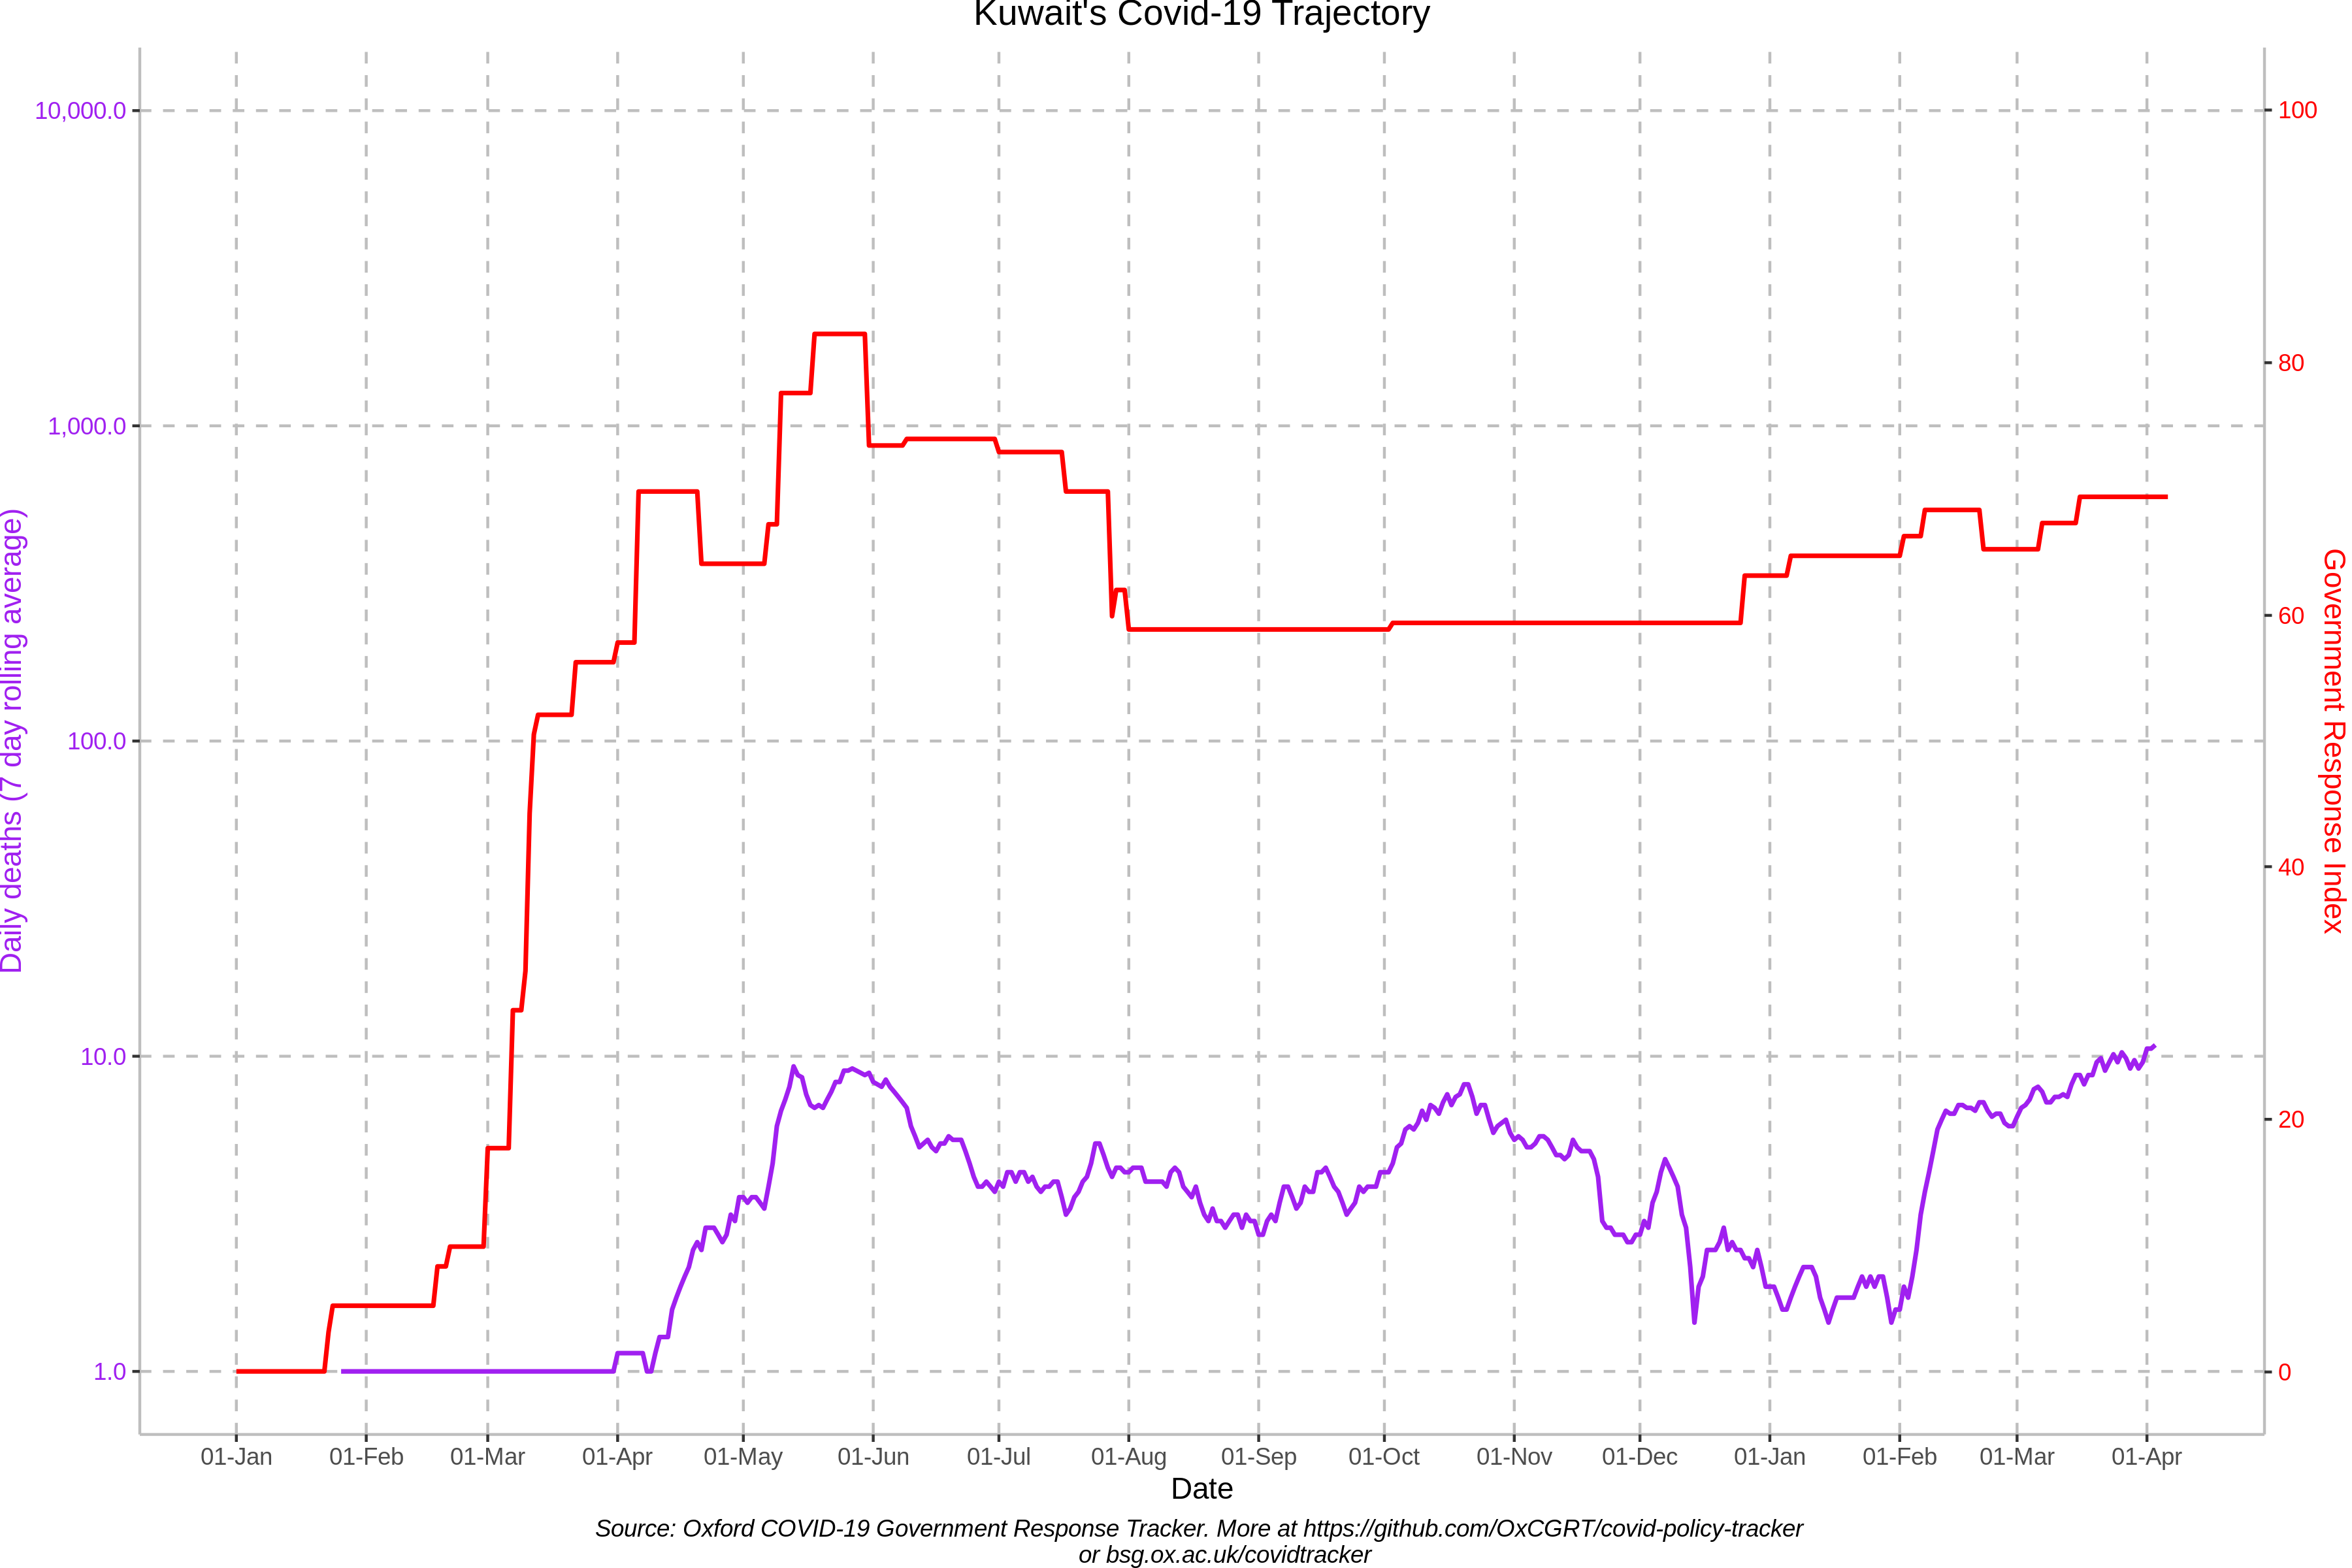 Kuwait's Covid-19 Trajectory
10,000.0
1,000.0
100.0
10.0
1.0
Daily deaths (7 day rolling average)
100
80
60
40
20
0
Government Response Index
01-Jan 01-Feb 01-Mar 01-Apr 01-May 01-Jun 01-Jul 01-Aug 01-Sep 01-Oct 01-Nov 01-Dec 01-Jan 01-Feb 01-Mar 01-Apr
Date
Source: Oxford COVID-19 Government Response Tracker. More at https://github.com/OxCGRT/covid-policy-tracker
or bsg.ox.ac.uk/covidtracker